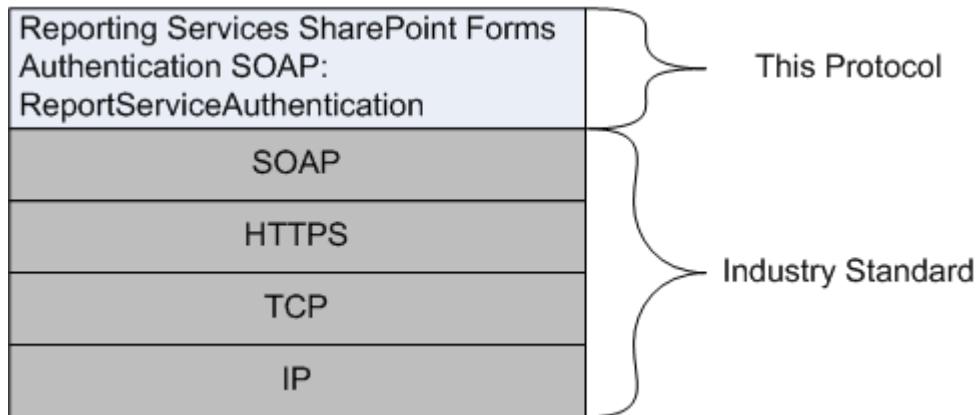 Reporting Services SharePoint Forms
Authentication SOAP:
ReportServiceAuthentication
This Protocol
SOAP
HTTPS
TCP
IP
Industry Standard